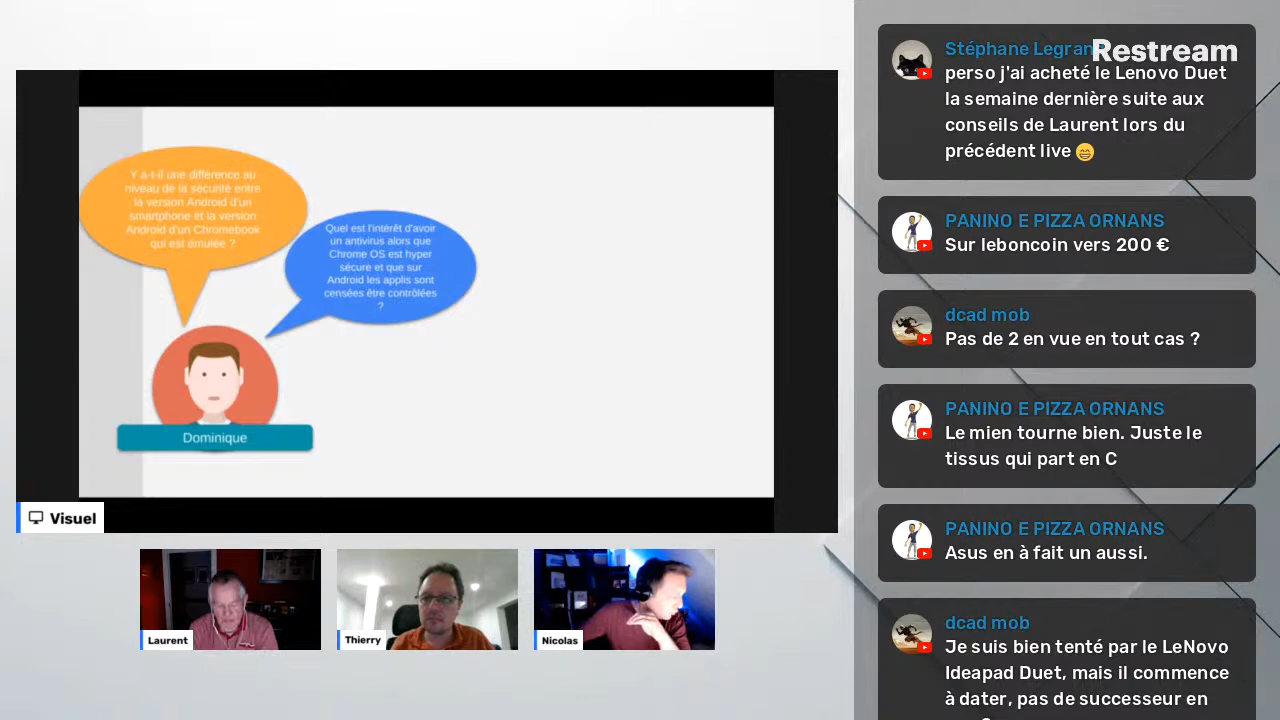 Y a-t-il une différence au
niveau de la sécurité entre
la version Android d'un
smartphone et la version
Android d'un Chromebook
qui est émulée ?
Quel est l'intérêt d'avoir
un antivirus alors que
Chrome OS est hyper
sécure et que sur
Android les applis sont
censées être contrôlées
?
Dominique
Visuel
Laurent
Thierry
Nicolas
Restream
Stéphane Legran
perso j'ai acheté le Lenovo Duet
la semaine dernière suite aux
conseils de Laurent lors du
précédent live 😁
PANINO E PIZZA ORNANS
Sur leboncoin vers 200 €
dcad mob
Pas de 2 en vue en tout cas ?
PANINO E PIZZA ORNANS
Le mien tourne bien. Juste le
tissus qui part en C
PANINO E PIZZA ORNANS
Asus en à fait un aussi.
dcad mob
Je suis bien tenté par le LeNovo
Ideapad Duet, mais il commence
à dater, pas de successeur en